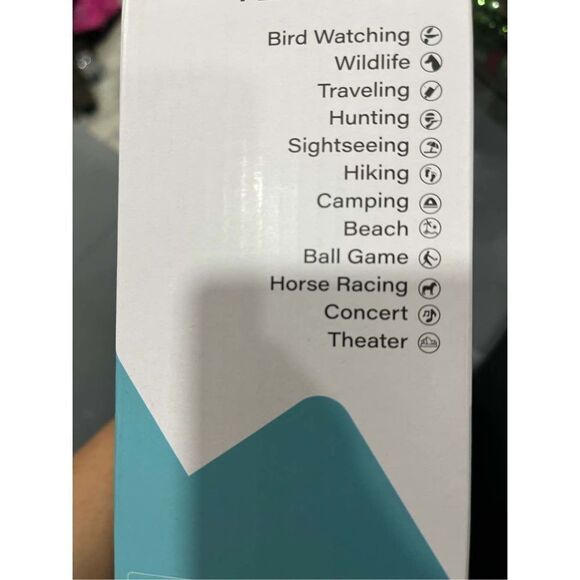 Bird Watching
Wildlife
Traveling
Hunting
Sightseeing
Hiking
Camping
Beach
Ball Game
Horse Racing
Concert
Theater